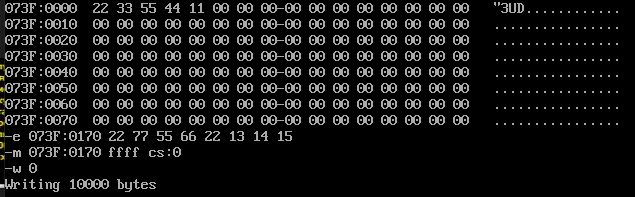 073F:0000  22 33 55 44 11 00 00 00-00 00 00 00 00 00 00 00   "3UD............
073F:0010  00 00 00 00 00 00 00 00-00 00 00 00 00 00 00 00   ................
073F:0020  00 00 00 00 00 00 00 00-00 00 00 00 00 00 00 00   ................
073F:0030  00 00 00 00 00 00 00 00-00 00 00 00 00 00 00 00   ................
073F:0040  00 00 00 00 00 00 00 00-00 00 00 00 00 00 00 00   ................
073F:0050  00 00 00 00 00 00 00 00-00 00 00 00 00 00 00 00   ................
073F:0060  00 00 00 00 00 00 00 00-00 00 00 00 00 00 00 00   ................
073F:0070  00 00 00 00 00 00 00 00-00 00 00 00 00 00 00 00   ................
-e 073F:0170 22 77 55 66 22 13 14 15
-m 073F:0170 ffff cs:0
-w 0
Writing 10000 bytes